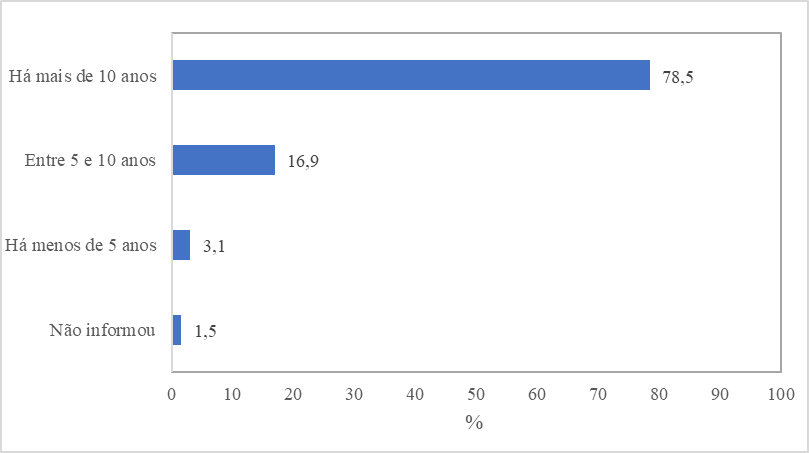 Há mais de 10 anos 78,5
Entre 5 e 10 anos 16,9
Há menos de 5 anos 3,1
Não informou 1,5
0 10 20 30 40 50 60 70 80 90 100
%